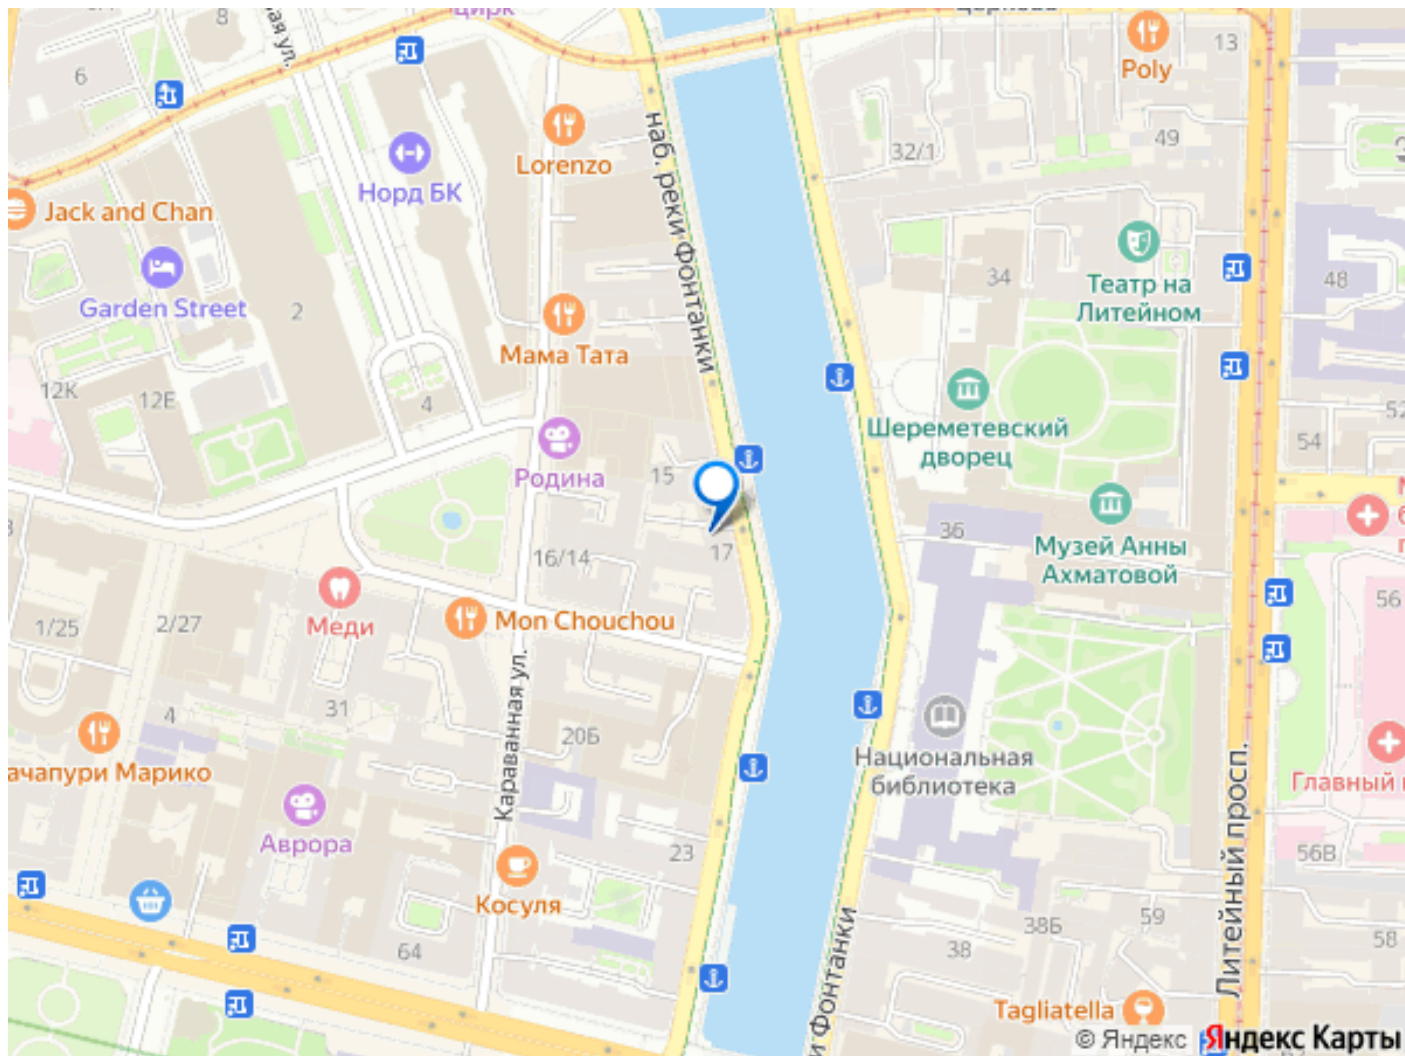 цирк
8
6
Poly
13
49
32/1
Lorenzo
Норд БК
Jack and Chan
наб. реки Фонтанки
Театр на
Литейном
34
48
Garden Street
2
Мама Тата
12К
12Е
4
Шереметевский
дворец
54
Родина
15
36
Музей Анны
Ахматовой
16/14
17
56
Меди
Mon Chouchou
1/25
2/27
4
31
Караванная ул.
20Б
Национальная
библиотека
ачапури Марико
Главный
Аврора
23
56В
Литейный просп.
Косуля
64
38Б
59
38
58
и Фонтанки
Tagliatella
© Яндекс
Яндекс Карты